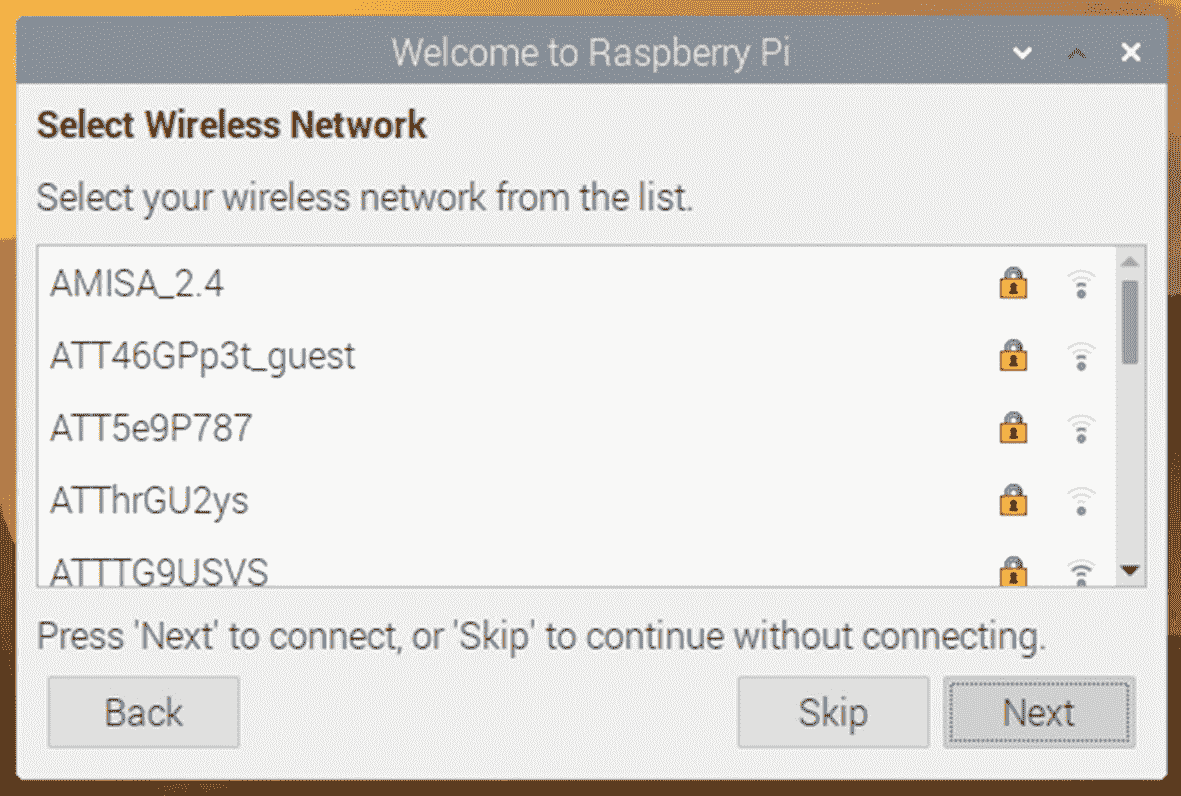 Welcome to Raspberry Pi
Select Wireless Network
Select your wireless network from the list.
AMISA_2.4
ATT46GPp3t_guest
ATT5e9P787
ATThrGU2ys
ATTTG9USVS
Press 'Next' to connect, or 'Skip' to continue without connecting.
Back
Skip
Next